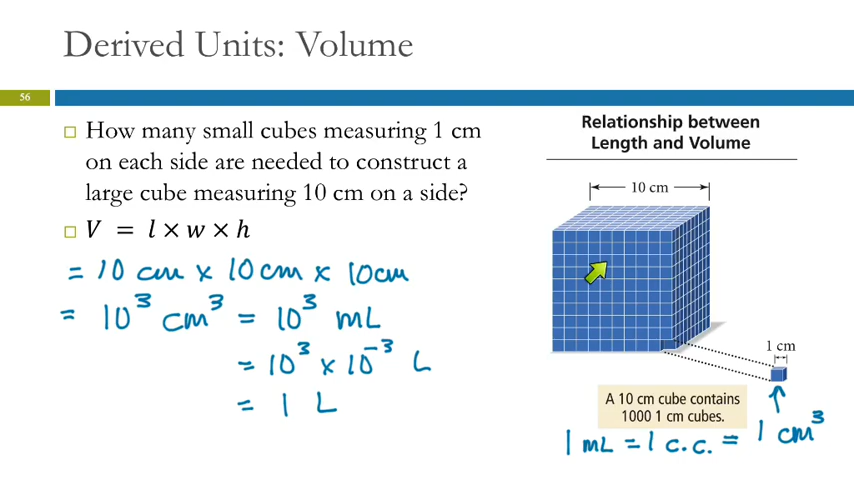 Derived Units: Volume
56
How many small cubes measuring 1 cm
on each side are needed to construct a
large cube measuring 10 cm on a side?
V = l × w × h
= 10 cm × 10 cm × 10 cm
= 10³ cm³ = 10³ mL
= 10³ × 10⁻³ L
= 1 L
Relationship between
Length and Volume
10 cm
1 cm
A 10 cm cube contains
1000 1 cm cubes.
1 mL = 1 c.c. = 1 cm³